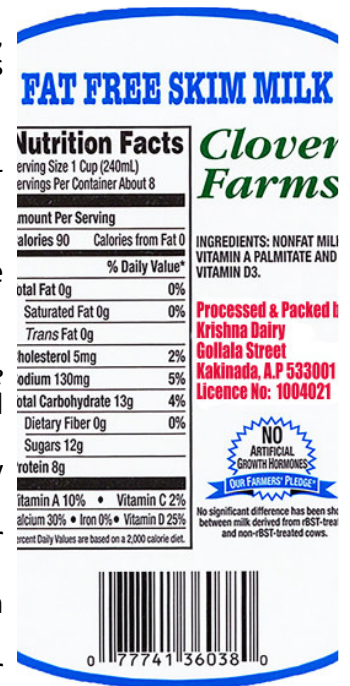 FAT FREE SKIM MILK
Nutrition Facts
erving Size 1 Cup (240mL)
ervings Per Container About 8
mount Per Serving
alories 90 Calories from Fat 0
% Daily Value*
otal Fat 0g 0%
Saturated Fat 0g 0%
Trans Fat 0g
holesterol 5mg 2%
odium 130mg 5%
otal Carbohydrate 13g 4%
Dietary Fiber 0g 0%
Sugars 12g
rotein 8g
itamin A 10% • Vitamin C 2%
alcium 30% • Iron 0% • Vitamin D 25%
ercent Daily Values are based on a 2,000 calorie diet.
Clover
Farms
INGREDIENTS: NONFAT MILK
VITAMIN A PALMITATE AND
VITAMIN D3.
Processed & Packed b
Krishna Dairy
Gollala Street
Kakinada, A.P 533001
Licence No: 1004021
NO
ARTIFICIAL
GROWTH HORMONES
OUR FARMERS' PLEDGE*
No significant difference has been sho
between milk derived from rBST-trea
and non-rBST-treated cows.
0 77741 36038 0